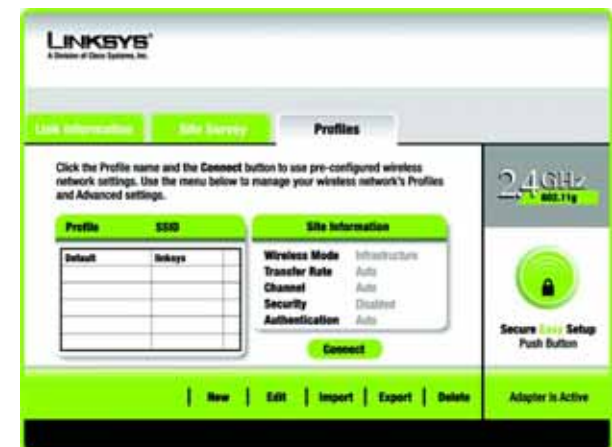 LINKSYS®
A Division of Cisco Systems, Inc.
Link Information
Site Survey
Profiles
Click the Profile name and the Connect button to use pre-configured wireless
network settings. Use the menu below to manage your wireless network's Profiles
and Advanced settings.
Profile SSID
Default linksys
Site Information
Wireless Mode Infrastructure
Transfer Rate Auto
Channel Auto
Security Disabled
Authentication Auto
Connect
2.4GHz
802.11g
Secure Easy Setup
Push Button
New | Edit | Import | Export | Delete
Adapter is Active